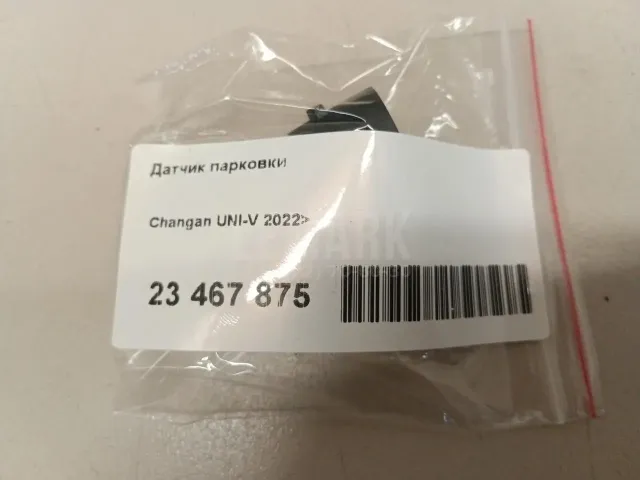 Датчик парковки
Changan UNI-V 2022>
23 467 875